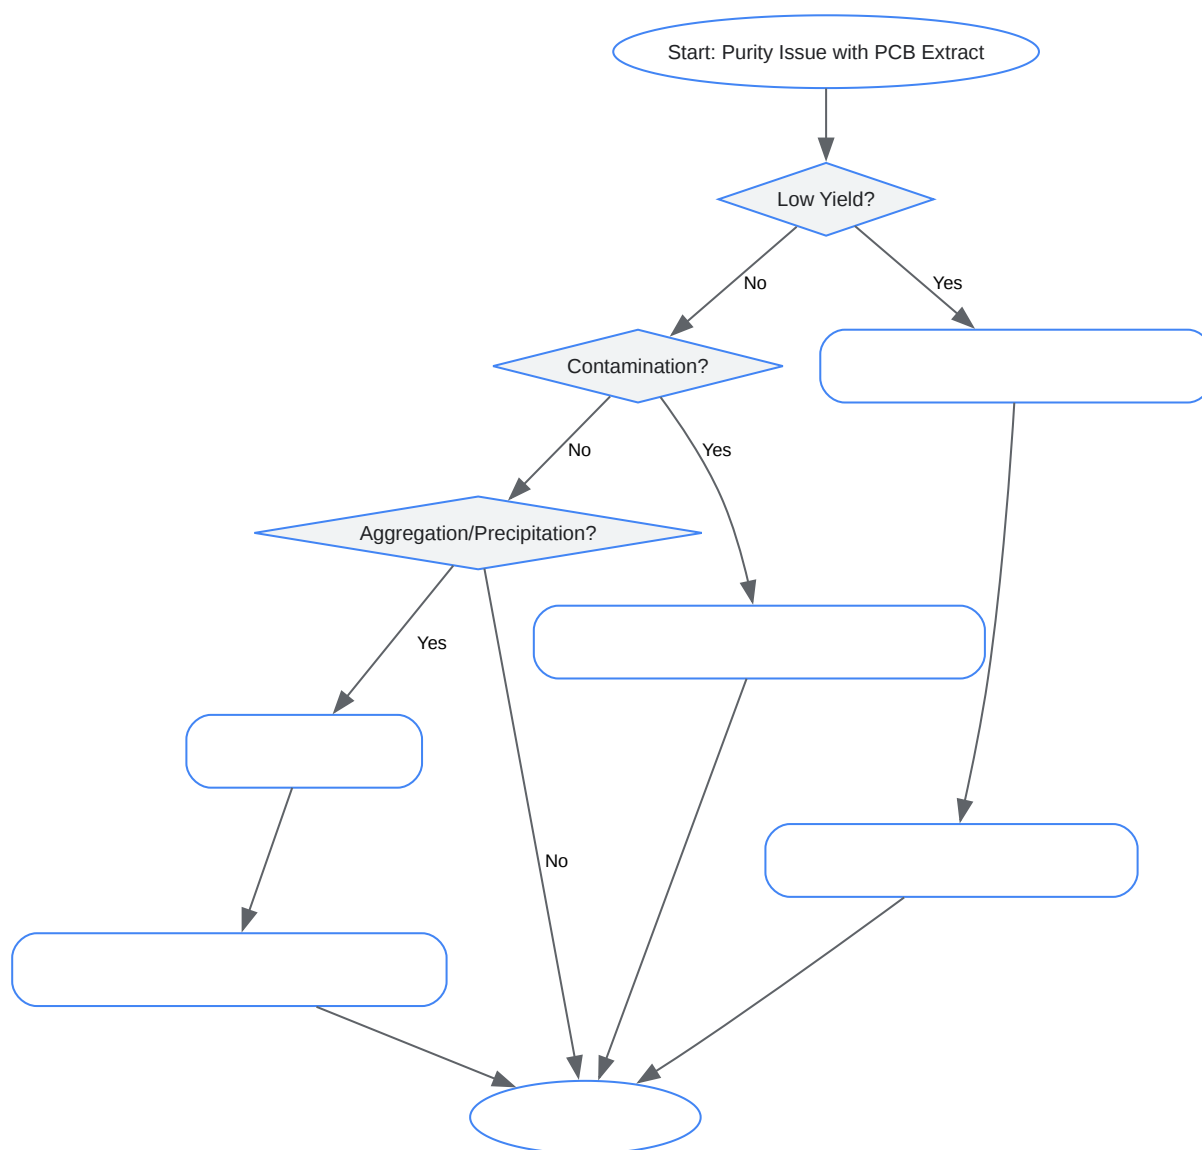 Start: Purity Issue with PCB Extract
Low Yield?
No
Yes
Contamination?
No
Yes
Aggregation/Precipitation?
Yes
No